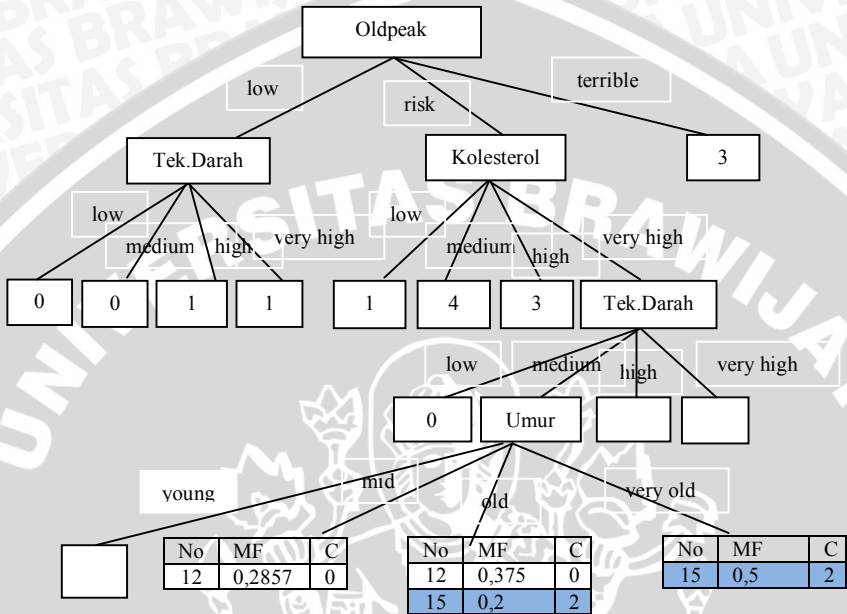 Oldpeak
low risk terrible
Tek.Darah Kolesterol 3
low medium high very high low medium high very high
0 0 1 1 1 4 3 Tek.Darah
low medium high very high
0 Umur
young mid old very old
No MF C No MF C No MF C
12 0,2857 0 12 0,375 0 15 0,5 2
15 0,2 2
UNIVERSITAS BRAWIJA